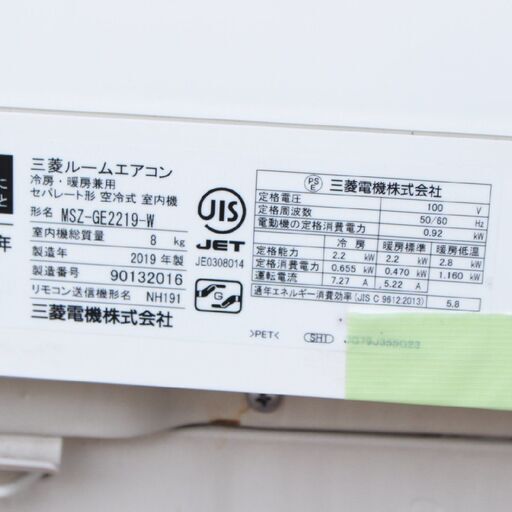 に
と
年
三菱ルームエアコン
冷房・暖房兼用
セパレート形 空冷式 室内機
形名 MSZ-GE2219-W
室内機総質量 8 kg
製造年 2019 年製
製造番号 90132016
リモコン送信機形名 NH191
三菱電機株式会社
JIS
JET
JE0308014
G
PS E 三菱電機株式会社
定格電圧 100 V
定格周波数 50/60 Hz
電動機の定格消費電力 0.92 kW
冷 房 暖房標準 暖房低温
定格能力 2.2 kW 2.2 kW 2.8 kW
定格消費電力 0.655 kW 0.470 kW 1.160 kW
運転電流 7.27 A 5.22 A
通年エネルギー消費効率(JIS C 9612:2013) 5.8
>PET< SH1